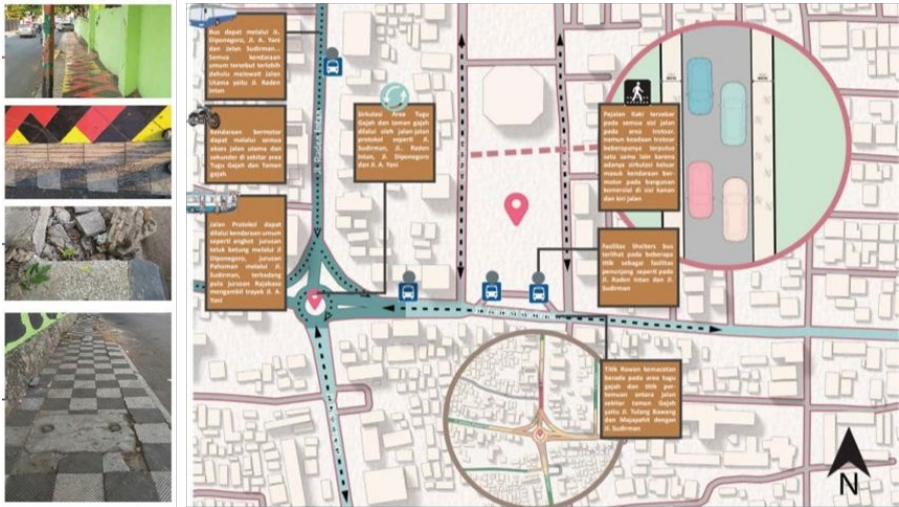 Bus dapat melalui Jl.
Diponegoro, Jl. A. Yani
dan Jalan Sudirman...
Semua kendaraan
umum tersebut terlebih
dahulu melewat Jalan
Utama yaitu Jl. Raden
Intan
Kendaraan bermotor
dapat melalui semua
akses jalan utama dan
sekunder di sekitar area
Tugu Gajah dan Taman
gajah
Jalan Protokol dapat
dilalui kendaraan umum
seperti angkot jurusan
teluk betung melalui Jl
Diponegoro, jurusan
Pahoman melalui Jl.
Sudirman, terkadang
pula jurusan Rajabasa
mengambil trayek Jl. A.
Yani
Sirkulasi Area Tugu
Gajah dan taman gajah
dilalui oleh jalan-jalan
protokol seperti Jl.
Sudirman, JL. Raden
Intan, Jl. Diponegoro
dan Jl. A. Yani
Pejalan Kaki tersebar
pada semua sisi jalan
pada area trotoar,
namun keadaan trotoar
beberapanya terputus
satu sama lain karena
adanya sirkulasi keluar
masuk kendaraan ber-
motor pada bangunan
komersial di sisi kanan
dan kiri jalan
Fasilitas Shelters bus
terlihat pada beberapa
titik sebagai fasilitas
penunjang seperti pada
Jl. Raden Intan dan Jl
Sudirman
Titik Rawan kemacetan
berada pada area tugu
gajah dan titik per-
temuan antara jalan
sekitar taman Gajah
yaitu Jl. Tulang Bawang
dan Majapahit dengan
Jl. Sudirman
N